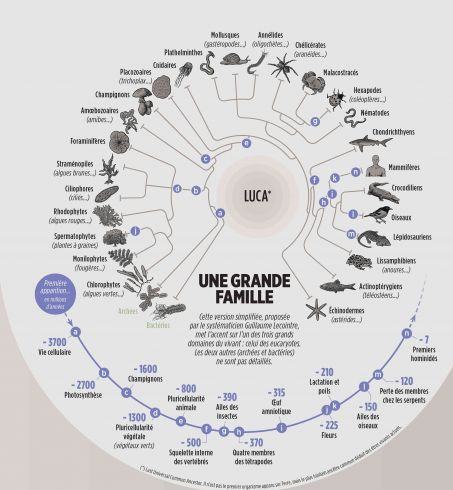 Mollusques
(gastéropodes...)
Annélides
(oligochètes...)
Chélicérates
(aranéides...)
Plathelminthes
Cnidaires
Placozoaires
(trichoplax...)
Malacostracés
Champignons
Hexapodes
(coléoptères...)
Amœbozoaires
(amibes...)
Nématodes
Foraminifères
Chondrichthyens
Straménopiles
(algues brunes...)
Mammifères
Ciliophores
(ciliés...)
Crocodiliens
Rhodophytes
(algues rouges...)
Oiseaux
Spermatophytes
(plantes à graines)
Lépidosauriens
Monilophytes
(fougères...)
Lissamphibiens
(anoures...)
Chlorophytes
(algues vertes...)
Actinoptérygiens
(téléostéens...)
Archées
Bactéries
Échinodermes
(astérides...)
g
e
c
d
b
a
j
f
k
n
h
i
l
m
LUCA*
UNE GRANDE
FAMILLE
Cette version simplifiée, proposée
par le systématicien Guillaume Lecointre,
met l'accent sur l'un des trois grands
domaines du vivant : celui des eucaryotes.
Les deux autres (archées et bactéries)
ne sont pas détaillés.
Première
apparition...
en millions
d'années
a
- 3700
Vie cellulaire
b
- 2700
Photosynthèse
c
- 1600
Champignons
d
- 1300
Pluricellularité
végétale
(végétaux verts)
e
- 800
Pluricellularité
animale
f
- 500
Squelette interne
des vertébrés
g
- 390
Ailes des
insectes
h
- 370
Quatre membres
des tétrapodes
i
- 315
Œuf
amniotique
j
- 225
Fleurs
k
- 210
Lactation et
poils
l
- 150
Ailes des
oiseaux
m
- 120
Perte des membres
chez les serpents
n
- 7
Premiers
hominidés
(*) Last Universal Common Ancestor. Il n'est pas le premier organisme apparu sur Terre, mais le plus lointain ancêtre commun déduit des êtres vivants actuels.